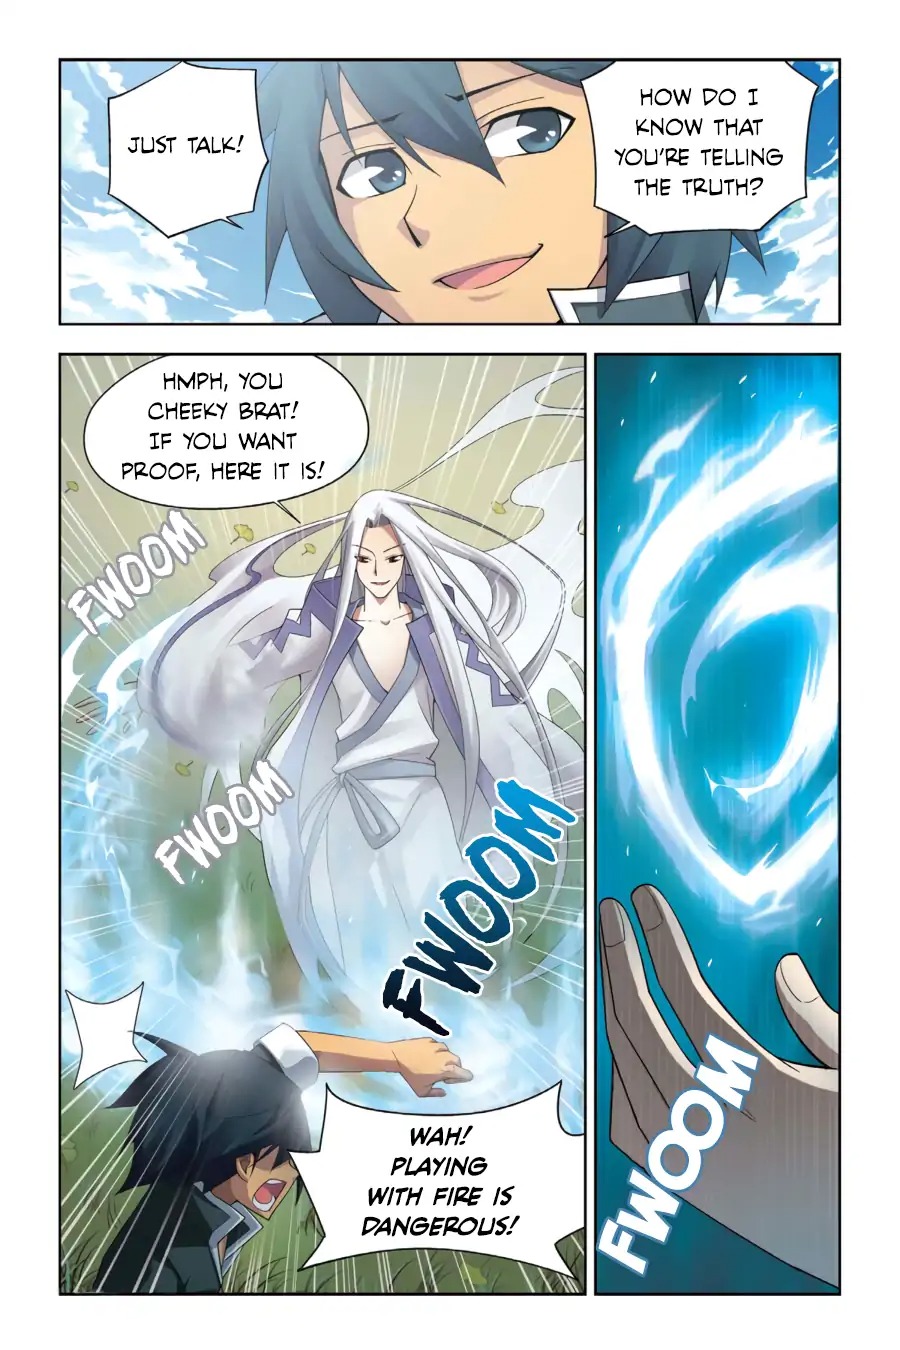 JUST TALK!
HOW DO I
KNOW THAT
YOU'RE TELLING
THE TRUTH?
HMPH, YOU
CHEEKY BRAT!
IF YOU WANT
PROOF, HERE IT IS!
FWOOM
FWOOM
FWOOM
WAH!
PLAYING
WITH FIRE IS
DANGEROUS!
FWOOM